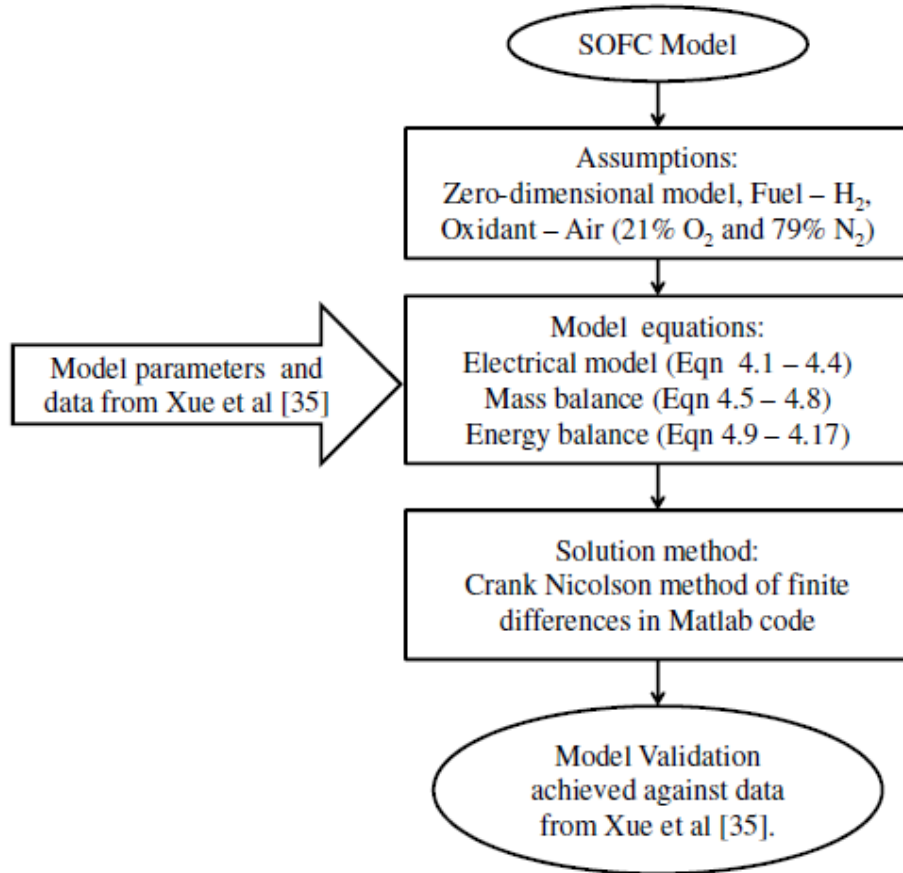 SOFC Model
Assumptions:
Zero-dimensional model, Fuel – H₂,
Oxidant – Air (21% O₂ and 79% N₂)
Model equations:
Electrical model (Eqn 4.1 – 4.4)
Mass balance (Eqn 4.5 – 4.8)
Energy balance (Eqn 4.9 – 4.17)
Model parameters and
data from Xue et al [35]
Solution method:
Crank Nicolson method of finite
differences in Matlab code
Model Validation
achieved against data
from Xue et al [35].